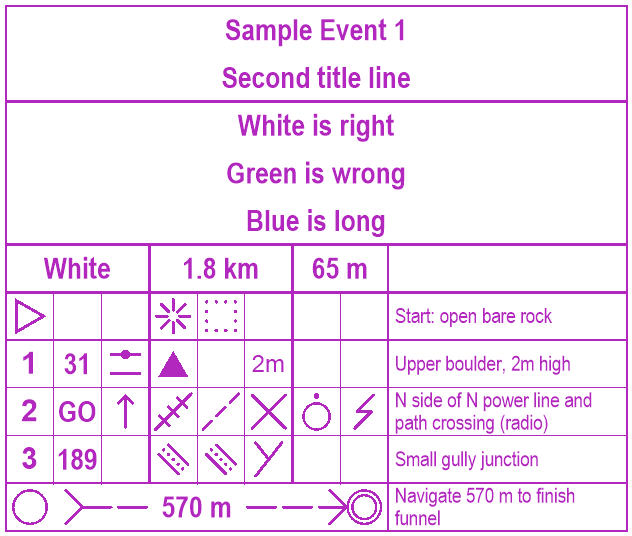 Sample Event 1
Second title line
White is right
Green is wrong
Blue is long
White 1.8 km 65 m
Start: open bare rock
1 31 2m Upper boulder, 2m high
2 GO N side of N power line and
path crossing (radio)
3 189 Small gully junction
570 m Navigate 570 m to finish
funnel